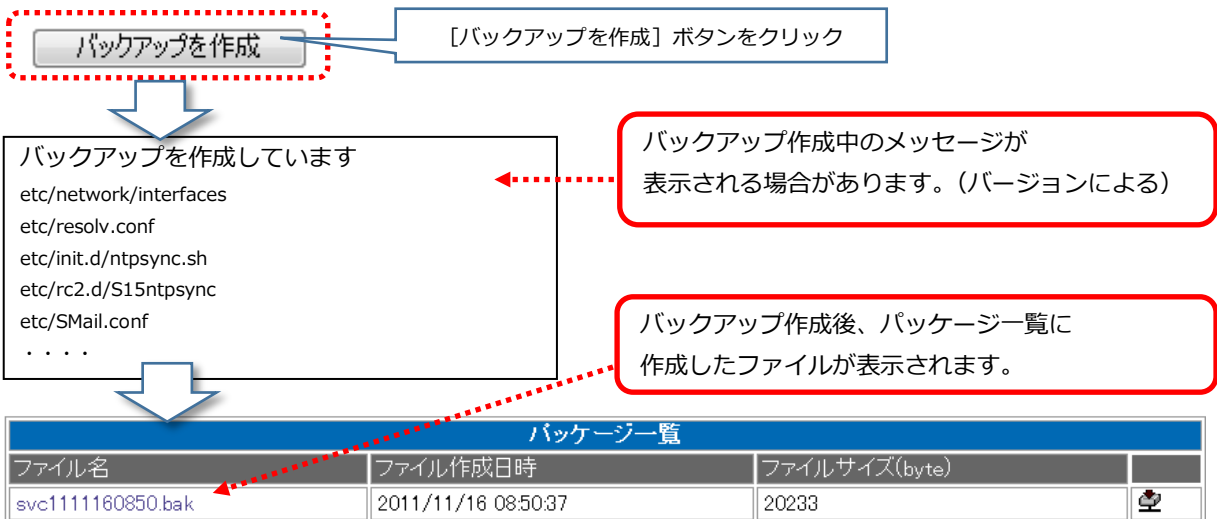 バックアップを作成
［バックアップを作成］ボタンをクリック
バックアップを作成しています
etc/network/interfaces
etc/resolv.conf
etc/init.d/ntpsync.sh
etc/rc2.d/S15ntpsync
etc/SMail.conf
・・・・
バックアップ作成中のメッセージが
表示される場合があります。（バージョンによる）
バックアップ作成後、パッケージ一覧に
作成したファイルが表示されます。
パッケージ一覧
ファイル名 ファイル作成日時 ファイルサイズ(byte)
svc1111160850.bak 2011/11/16 08:50:37 20233